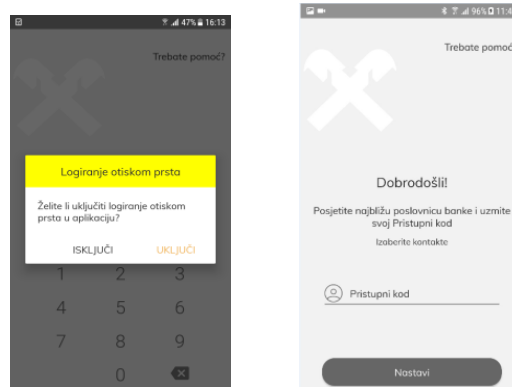 47% 16:13
Trebate pomoć?
Logiranje otiskom prsta
Želite li uključiti logiranje otiskom
prsta u aplikaciju?
ISKLJUČI UKLJUČI
1 2 3
4 5 6
7 8 9
0
96% 11:4
Trebate pomoć
Dobrodošli!
Posjetite najbližu poslovnicu banke i uzmite
svoj Pristupni kod
Izaberite kontakte
Pristupni kod
Nastavi